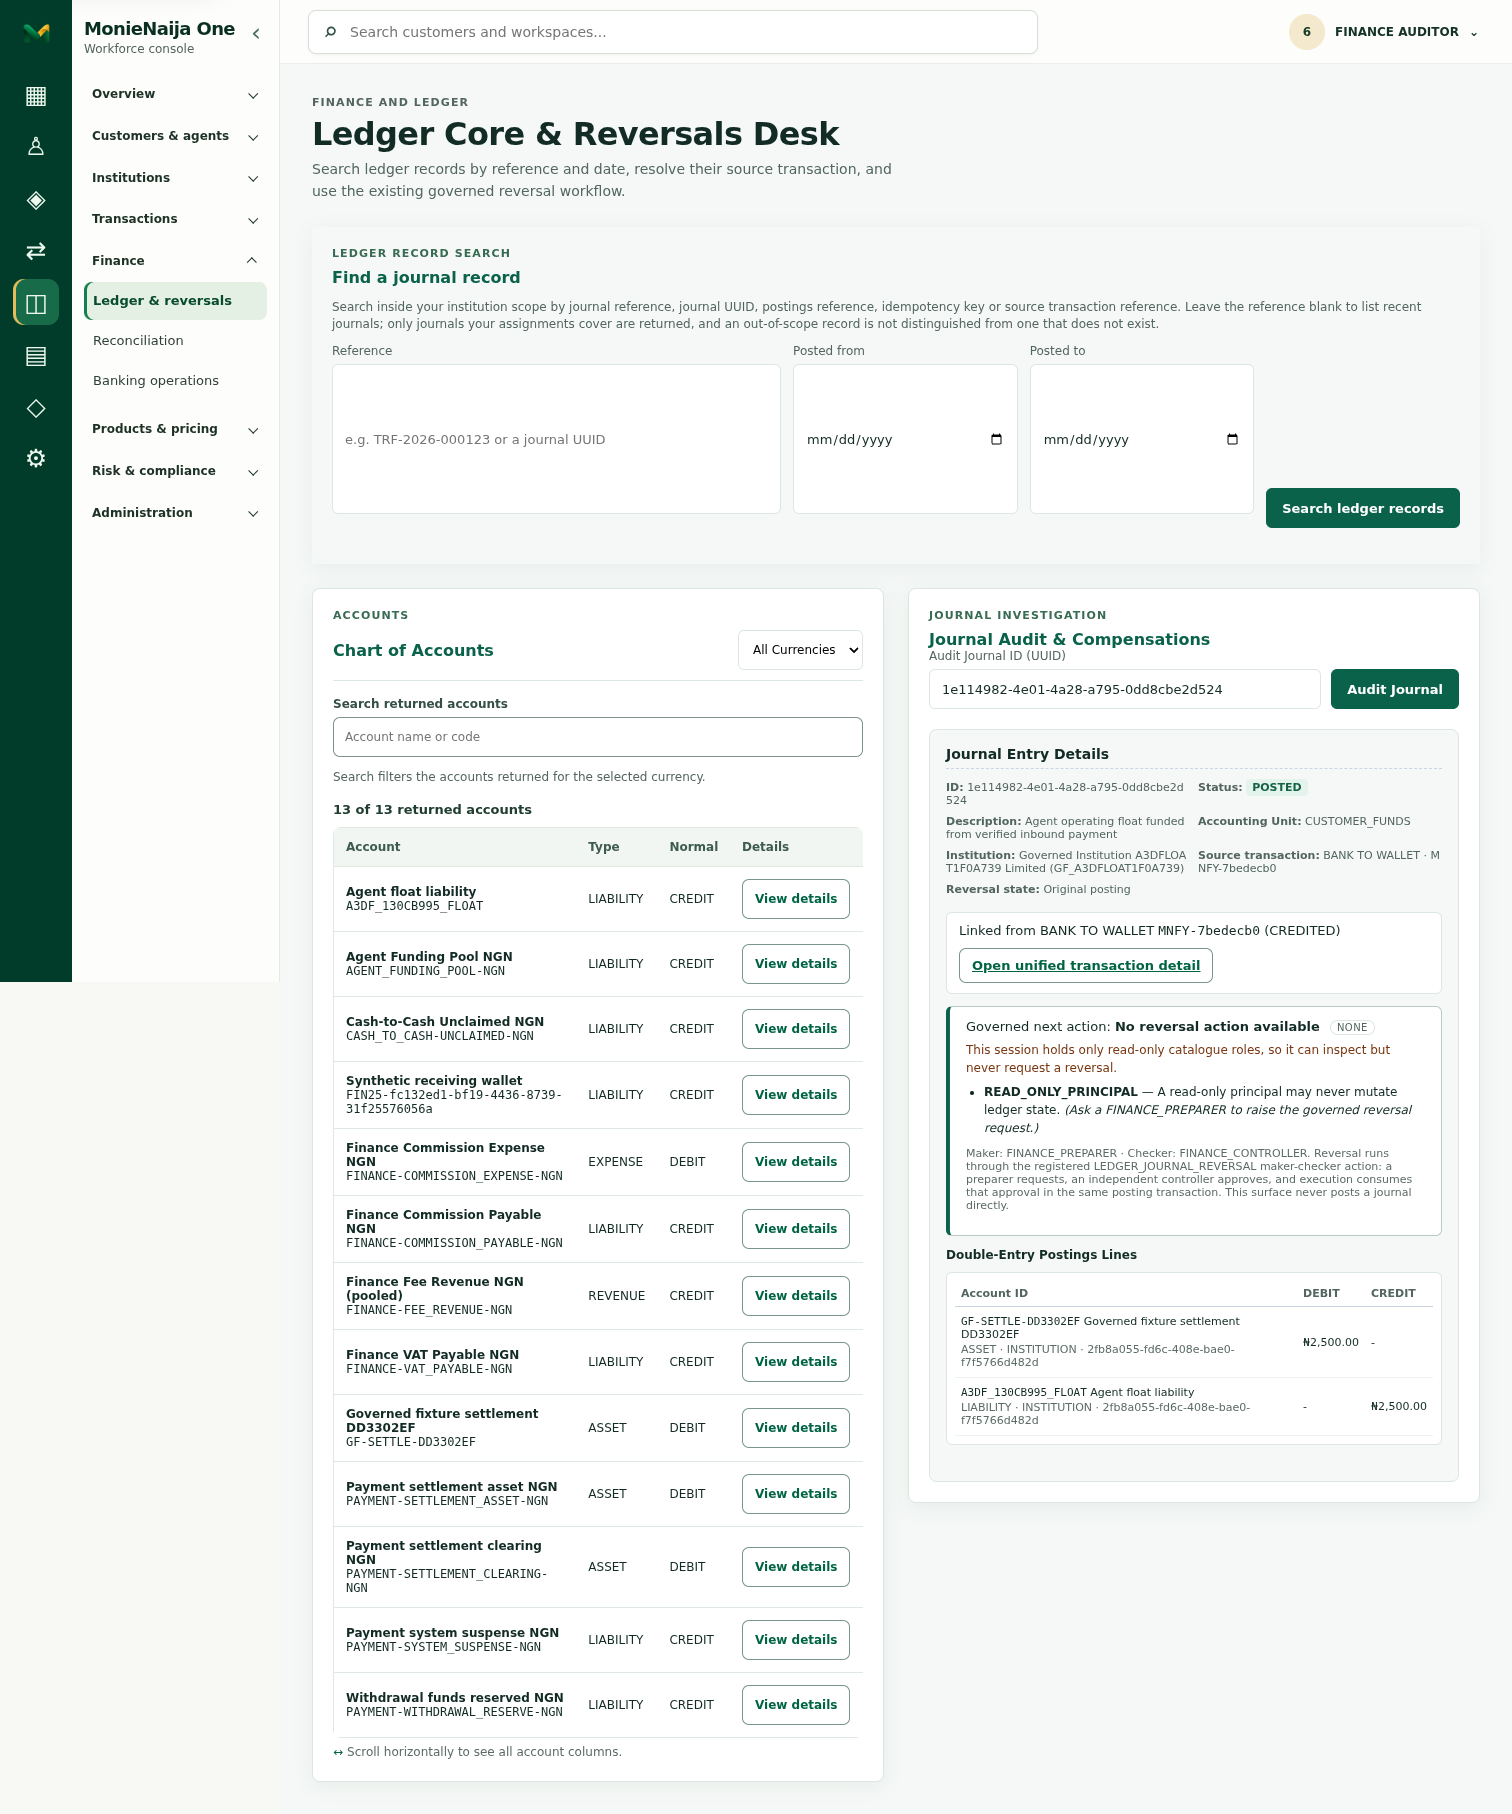 MonieNaija One
Workforce console
Overview
Customers & agents
Institutions
Transactions
Finance
Ledger & reversals
Reconciliation
Banking operations
Products & pricing
Risk & compliance
Administration
Search customers and workspaces...
6 FINANCE AUDITOR
FINANCE AND LEDGER
Ledger Core & Reversals Desk
Search ledger records by reference and date, resolve their source transaction, and
use the existing governed reversal workflow.
LEDGER RECORD SEARCH
Find a journal record
Search inside your institution scope by journal reference, journal UUID, postings reference, idempotency key or source transaction reference. Leave the reference blank to list recent
journals; only journals your assignments cover are returned, and an out-of-scope record is not distinguished from one that does not exist.
Reference
Posted from
Posted to
e.g. TRF-2026-000123 or a journal UUID
mm/dd/yyyy
mm/dd/yyyy
Search ledger records
ACCOUNTS
Chart of Accounts
All Currencies
Search returned accounts
Account name or code
Search filters the accounts returned for the selected currency.
13 of 13 returned accounts
Account Type Normal Details
Agent float liability
A3DF_130CB995_FLOAT
LIABILITY CREDIT View details
Agent Funding Pool NGN
AGENT_FUNDING_POOL-NGN
LIABILITY CREDIT View details
Cash-to-Cash Unclaimed NGN
CASH_TO_CASH-UNCLAIMED-NGN
LIABILITY CREDIT View details
Synthetic receiving wallet
FIN25-fc132ed1-bf19-4436-8739-
31f25576056a
LIABILITY CREDIT View details
Finance Commission Expense
NGN
FINANCE-COMMISSION_EXPENSE-NGN
EXPENSE DEBIT View details
Finance Commission Payable
NGN
FINANCE-COMMISSION_PAYABLE-NGN
LIABILITY CREDIT View details
Finance Fee Revenue NGN
(pooled)
FINANCE-FEE_REVENUE-NGN
REVENUE CREDIT View details
Finance VAT Payable NGN
FINANCE-VAT_PAYABLE-NGN
LIABILITY CREDIT View details
Governed fixture settlement
DD3302EF
GF-SETTLE-DD3302EF
ASSET DEBIT View details
Payment settlement asset NGN
PAYMENT-SETTLEMENT_ASSET-NGN
ASSET DEBIT View details
Payment settlement clearing
NGN
PAYMENT-SETTLEMENT_CLEARING-
NGN
ASSET DEBIT View details
Payment system suspense NGN
PAYMENT-SYSTEM_SUSPENSE-NGN
LIABILITY CREDIT View details
Withdrawal funds reserved NGN
PAYMENT-WITHDRAWAL_RESERVE-NGN
LIABILITY CREDIT View details
↔ Scroll horizontally to see all account columns.
JOURNAL INVESTIGATION
Journal Audit & Compensations
Audit Journal ID (UUID)
1e114982-4e01-4a28-a795-0dd8cbe2d524
Audit Journal
Journal Entry Details
ID: 1e114982-4e01-4a28-a795-0dd8cbe2d
524
Status: POSTED
Description: Agent operating float funded
from verified inbound payment
Accounting Unit: CUSTOMER_FUNDS
Institution: Governed Institution A3DFLOA
T1F0A739 Limited (GF_A3DFLOAT1F0A739)
Source transaction: BANK TO WALLET · M
NFY-7bedecb0
Reversal state: Original posting
Linked from BANK TO WALLET MNFY-7bedecb0 (CREDITED)
Open unified transaction detail
Governed next action: No reversal action available NONE
This session holds only read-only catalogue roles, so it can inspect but
never request a reversal.
• READ_ONLY_PRINCIPAL — A read-only principal may never mutate
ledger state. (Ask a FINANCE_PREPARER to raise the governed reversal
request.)
Maker: FINANCE_PREPARER · Checker: FINANCE_CONTROLLER. Reversal runs
through the registered LEDGER_JOURNAL_REVERSAL maker-checker action: a
preparer requests, an independent controller approves, and execution consumes
that approval in the same posting transaction. This surface never posts a journal
directly.
Double-Entry Postings Lines
Account ID DEBIT CREDIT
GF-SETTLE-DD3302EF Governed fixture settlement
DD3302EF
ASSET · INSTITUTION · 2fb8a055-fd6c-408e-bae0-
f7f5766d482d
₦2,500.00 -
A3DF_130CB995_FLOAT Agent float liability
LIABILITY · INSTITUTION · 2fb8a055-fd6c-408e-bae0-
f7f5766d482d
- ₦2,500.00